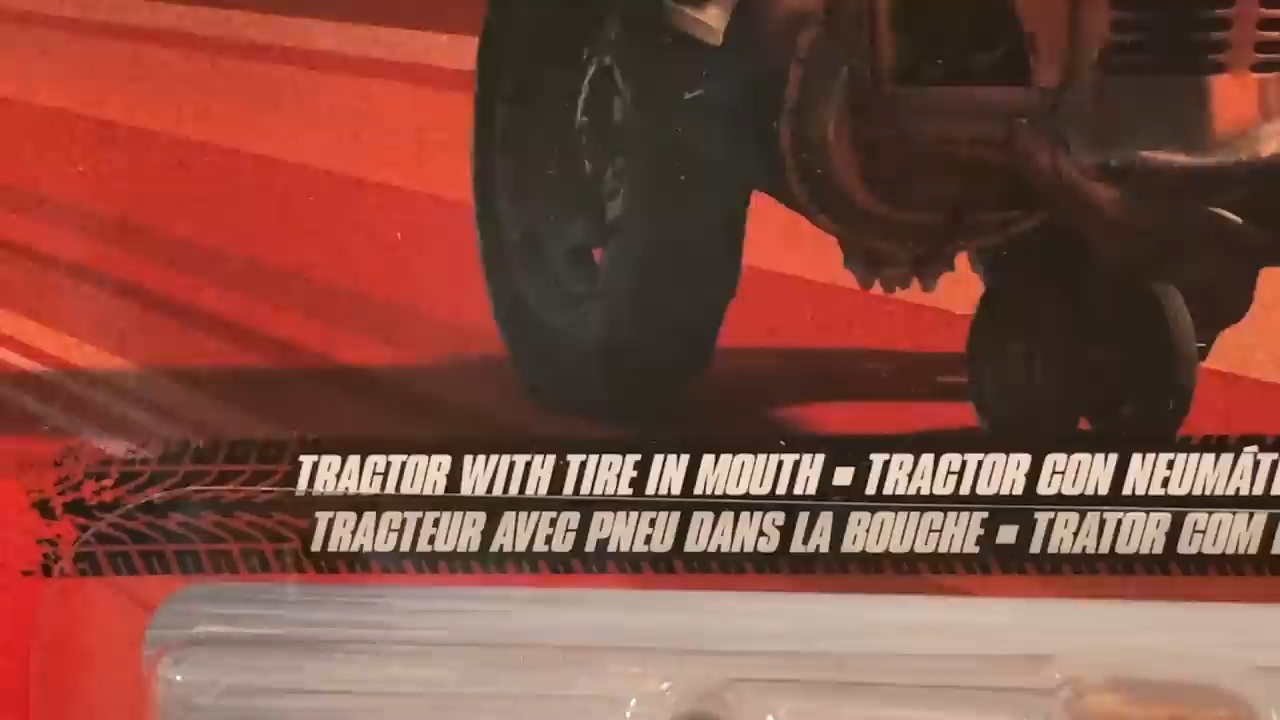 TRACTOR WITH TIRE IN MOUTH ▪ TRACTOR CON
TRACTEUR AVEC PNEU DANS LA BOUCHE ▪ TRATOR COM